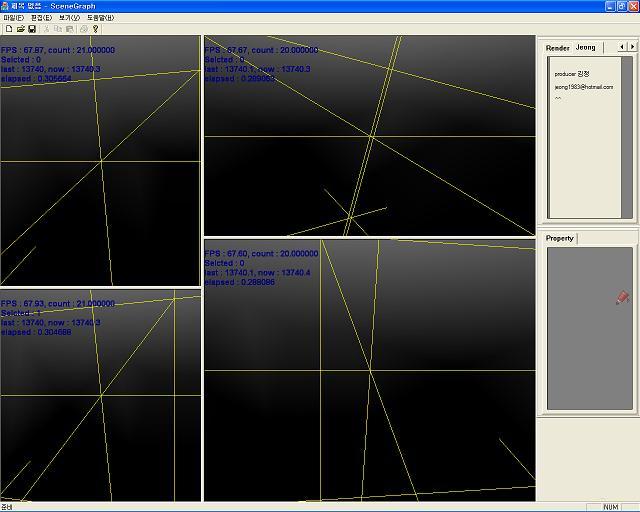 제목 없음 - SceneGraph
파일(F) 편집(E) 보기(V) 도움말(H)
FPS : 67.87, count : 21.000000
Selcted : 0
last : 13740, now : 13740.3
elapsed : 0.305664
FPS : 67.67, count : 20.000000
Selcted : 0
last : 13740.1, now : 13740.3
elapsed : 0.289063
Render Jeong
producer 김정
jeong1983@hotmail.com
^^
Property
FPS : 67.93, count : 21.000000
Selcted : 1
last : 13740, now : 13740.3
elapsed : 0.304688
FPS : 67.60, count : 20.000000
Selcted : 0
last : 13740.1, now : 13740.4
elapsed : 0.288086
준비
NUM